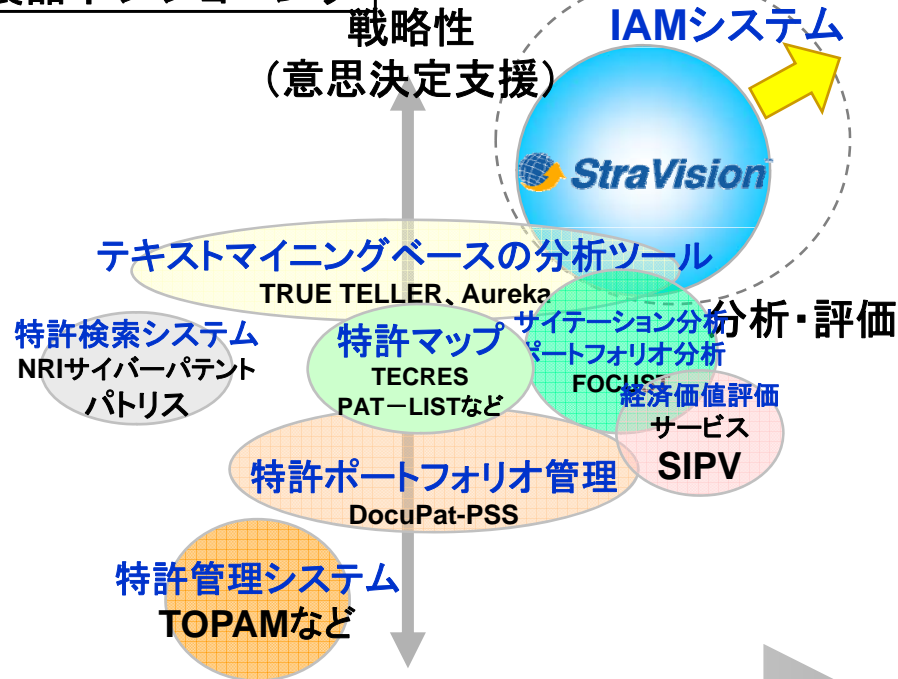 戦略性
（意思決定支援）
IAMシステム
StraVision
テキストマイニングベースの分析ツール
TRUE TELLER、Aureka
分析・評価
特許検索システム
NRIサイバーパテント
パトリス
特許マップ
TECRES
PAT－LISTなど
サイテーション分析
ポートフォリオ分析
FOCUST
経済価値評価
サービス
SIPV
特許ポートフォリオ管理
DocuPat-PSS
特許管理システム
TOPAMなど